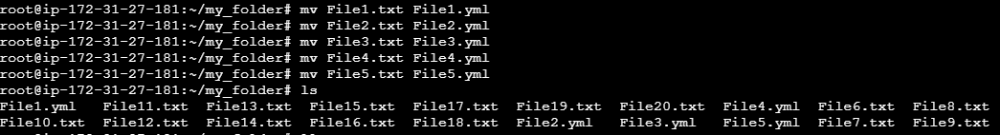 root@ip-172-31-27-181:~/my_folder# mv File1.txt File1.yml
root@ip-172-31-27-181:~/my_folder# mv File2.txt File2.yml
root@ip-172-31-27-181:~/my_folder# mv File3.txt File3.yml
root@ip-172-31-27-181:~/my_folder# mv File4.txt File4.yml
root@ip-172-31-27-181:~/my_folder# mv File5.txt File5.yml
root@ip-172-31-27-181:~/my_folder# ls
File1.yml File11.txt File13.txt File15.txt File17.txt File19.txt File20.txt File4.yml File6.txt File8.txt
File10.txt File12.txt File14.txt File16.txt File18.txt File2.yml File3.yml File5.yml File7.txt File9.txt